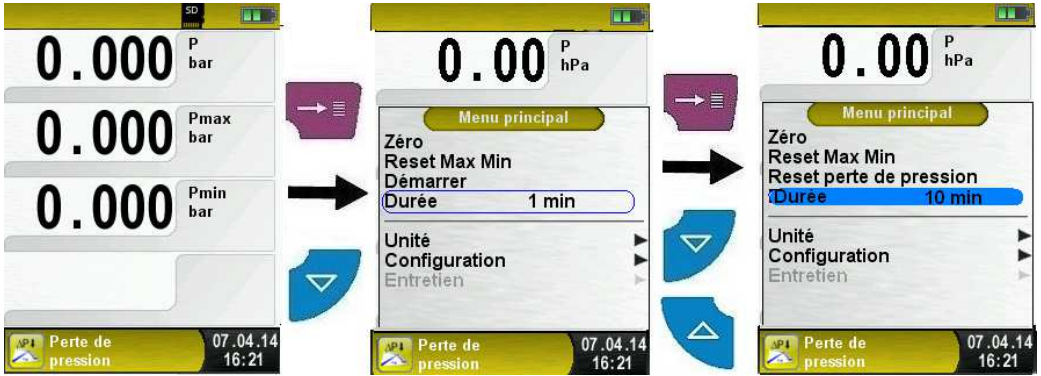 SD
0.000 P bar
0.000 Pmax bar
0.000 Pmin bar
ΔP↓ Perte de pression
07.04.14
16:21
0.00 P hPa
Menu principal
Zéro
Reset Max Min
Démarrer
Durée 1 min
Unité
Configuration
Entretien
ΔP↓ Perte de pression
07.04.14
16:21
0.00 P hPa
Menu principal
Zéro
Reset Max Min
Reset perte de pression
Durée 10 min
Unité
Configuration
Entretien
ΔP↓ Perte de pression
07.04.14
16:21